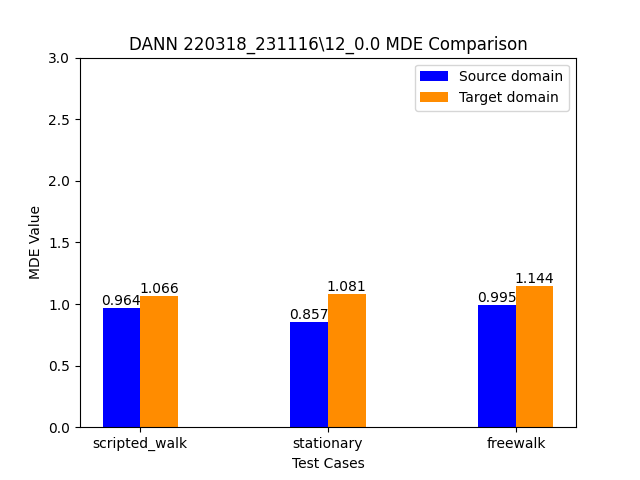 DANN 220318_231116\12_0.0 MDE Comparison
Source domain
Target domain
MDE Value
3.0
2.5
2.0
1.5
1.0
0.5
0.0
0.964
1.066
0.857
1.081
0.995
1.144
scripted_walk
stationary
freewalk
Test Cases